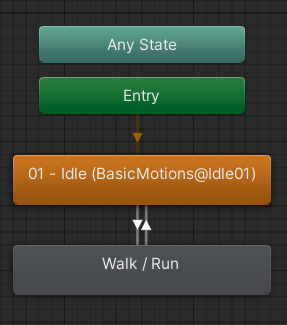 Any State
Entry
01 - Idle (BasicMotions@Idle01)
Walk / Run